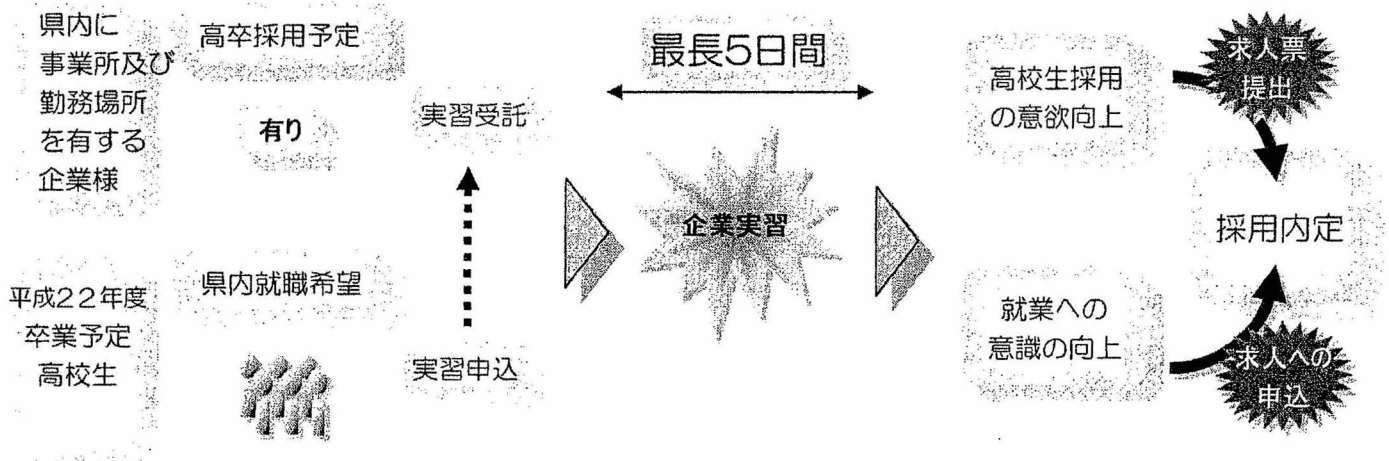 県内に
事業所及び
勤務場所
を有する
企業様
高卒採用予定
有り
実習受託
最長5日間
企業実習
高校生採用
の意欲向上
求人票
提出
採用内定
平成22年度
卒業予定
高校生
県内就職希望
実習申込
就業への
意識の向上
求人への
申込